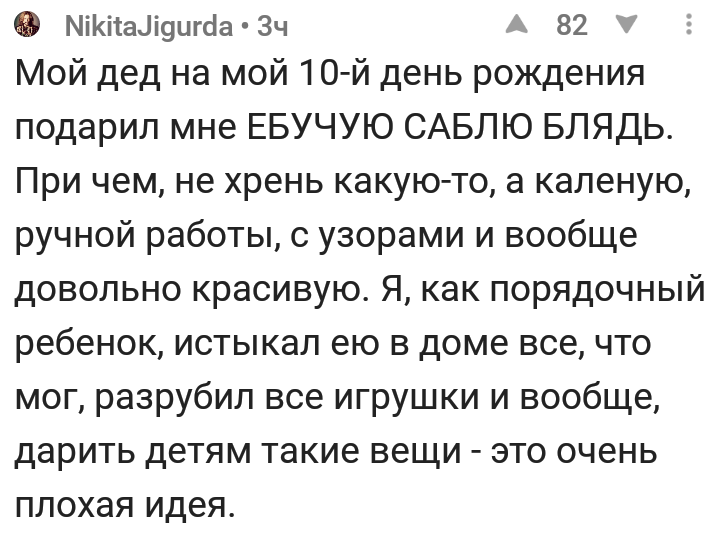 NikitaJigurda • 3ч 82
Мой дед на мой 10-й день рождения
подарил мне ЕБУЧУЮ САБЛЮ БЛЯДЬ.
При чем, не хрень какую-то, а каленую,
ручной работы, с узорами и вообще
довольно красивую. Я, как порядочный
ребенок, истыкал ею в доме все, что
мог, разрубил все игрушки и вообще,
дарить детям такие вещи - это очень
плохая идея.